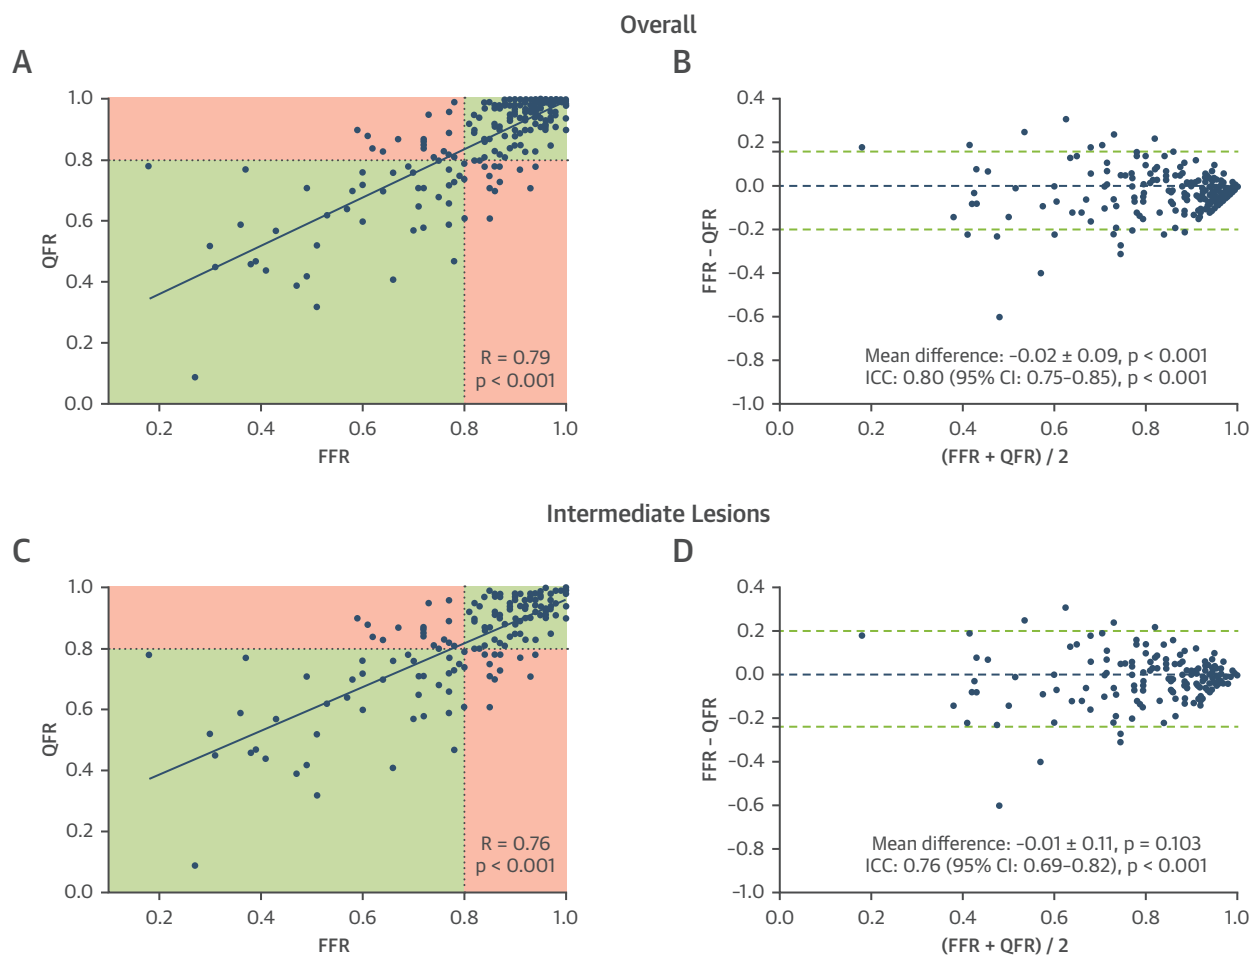 Overall
A
1.0
0.8
0.6
0.4
0.2
0.0
QFR
R = 0.79
p < 0.001
0.2
0.4
0.6
0.8
1.0
FFR
B
0.4
0.2
0.0
−0.2
−0.4
−0.6
−0.8
−1.0
FFR − QFR
Mean difference: −0.02 ± 0.09, p < 0.001
ICC: 0.80 (95% CI: 0.75–0.85), p < 0.001
0.0
0.2
0.4
0.6
0.8
1.0
(FFR + QFR) / 2
Intermediate Lesions
C
1.0
0.8
0.6
0.4
0.2
0.0
QFR
R = 0.76
p < 0.001
0.2
0.4
0.6
0.8
1.0
FFR
D
0.4
0.2
0.0
−0.2
−0.4
−0.6
−0.8
−1.0
FFR − QFR
Mean difference: −0.01 ± 0.11, p = 0.103
ICC: 0.76 (95% CI: 0.69–0.82), p < 0.001
0.0
0.2
0.4
0.6
0.8
1.0
(FFR + QFR) / 2